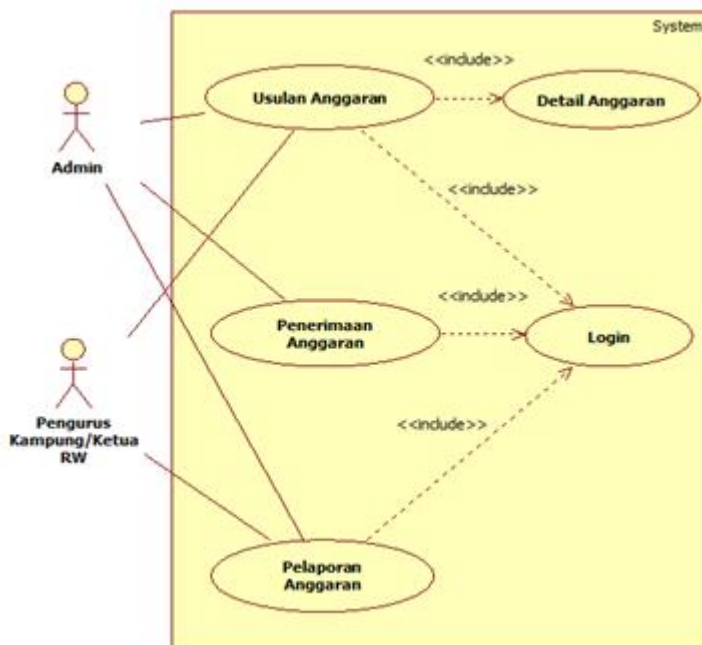 System
<<include>>
Usulan Anggaran
Detail Anggaran
Admin
<<include>>
<<include>>
Penerimaan
Anggaran
Login
Pengurus
Kampung/Ketua
RW
<<include>>
Pelaporan
Anggaran